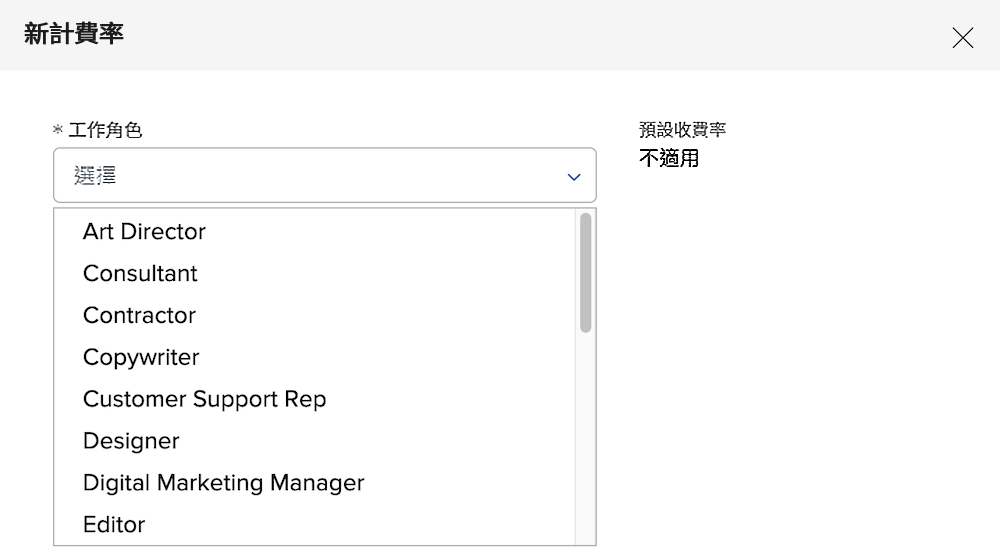 新計費率
* 工作角色
選擇
預設收費率
不適用
Art Director
Consultant
Contractor
Copywriter
Customer Support Rep
Designer
Digital Marketing Manager
Editor